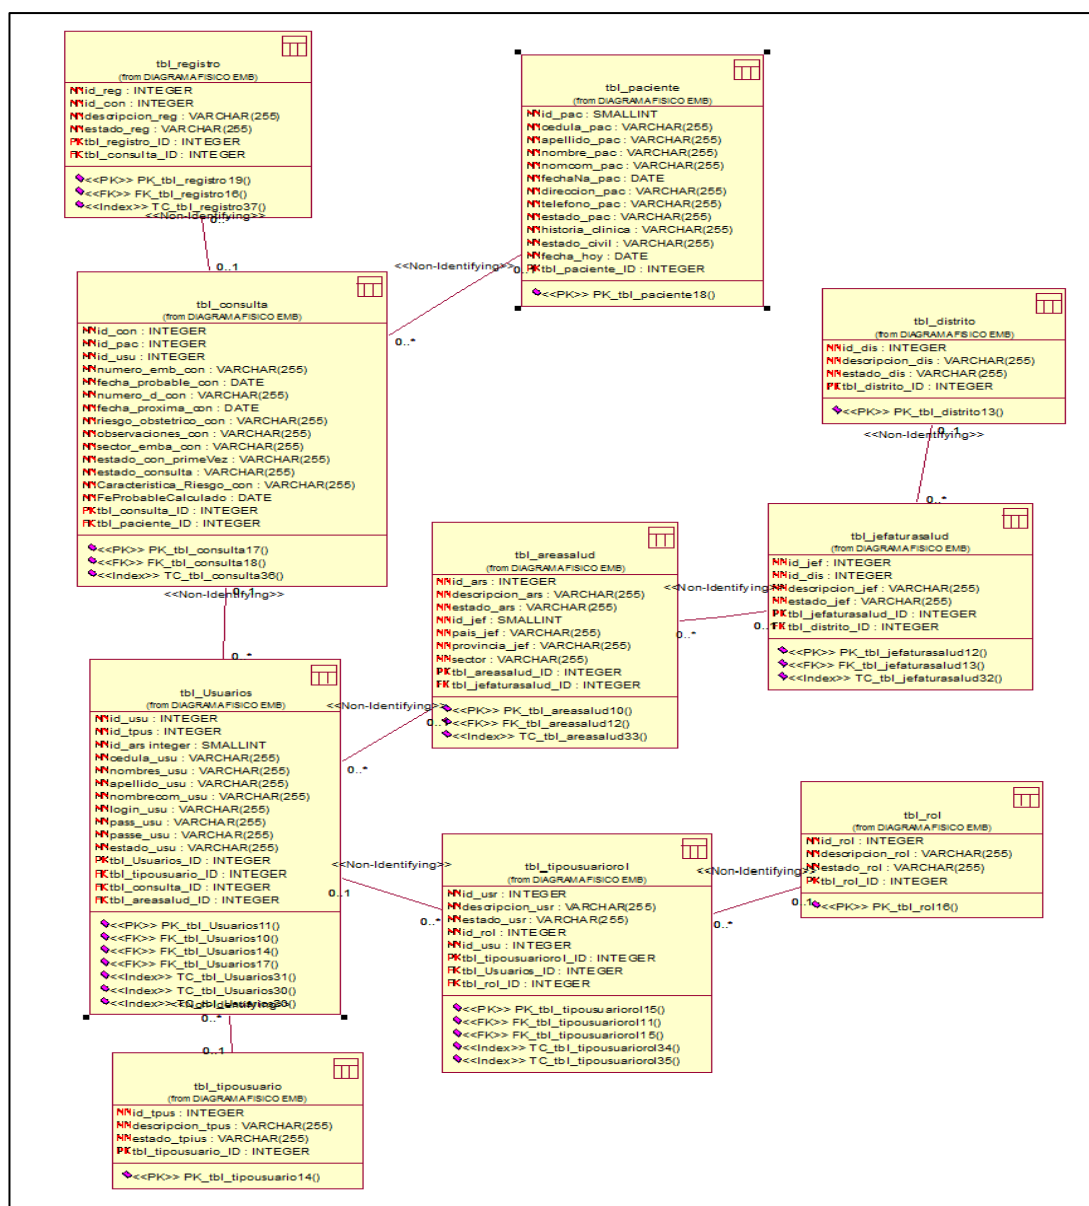 tbl_registro
(from DIAGRAMA FISICO EMB)
NN id_reg : INTEGER
NN id_con : INTEGER
NN descripcion_reg : VARCHAR(255)
NN estado_reg : VARCHAR(255)
PK tbl_registro_ID : INTEGER
FK tbl_consulta_ID : INTEGER
<<PK>> PK_tbl_registro19()
<<FK>> FK_tbl_registro16()
<<Index>> TC_tbl_registro37()
<<Non-Identifying>>
0..*
0..1
tbl_paciente
(from DIAGRAMA FISICO EMB)
NN id_pac : SMALLINT
NN cedula_pac : VARCHAR(255)
NN apellido_pac : VARCHAR(255)
NN nombre_pac : VARCHAR(255)
NN nomcom_pac : VARCHAR(255)
NN fechaNa_pac : DATE
NN direccion_pac : VARCHAR(255)
NN telefono_pac : VARCHAR(255)
NN estado_pac : VARCHAR(255)
NN historia_clinica : VARCHAR(255)
NN estado_civil : VARCHAR(255)
NN fecha_hoy : DATE
PK tbl_paciente_ID : INTEGER
<<PK>> PK_tbl_paciente18()
<<Non-Identifying>>
0..*
tbl_consulta
(from DIAGRAMA FISICO EMB)
NN id_con : INTEGER
NN id_pac : INTEGER
NN id_usu : INTEGER
NN numero_emb_con : VARCHAR(255)
NN fecha_probable_con : DATE
NN numero_d_con : VARCHAR(255)
NN fecha_proxima_con : DATE
NN riesgo_obstetrico_con : VARCHAR(255)
NN observaciones_con : VARCHAR(255)
NN sector_emba_con : VARCHAR(255)
NN estado_con_primeVez : VARCHAR(255)
NN estado_consulta : VARCHAR(255)
NN Caracteristica_Riesgo_con : VARCHAR(255)
NN FeProbableCalculado : DATE
PK tbl_consulta_ID : INTEGER
FK tbl_paciente_ID : INTEGER
<<PK>> PK_tbl_consulta17()
<<FK>> FK_tbl_consulta18()
<<Index>> TC_tbl_consulta36()
<<Non-Identifying>>
0..1
0..*
tbl_distrito
(from DIAGRAMA FISICO EMB)
NN id_dis : INTEGER
NN descripcion_dis : VARCHAR(255)
NN estado_dis : VARCHAR(255)
PK tbl_distrito_ID : INTEGER
<<PK>> PK_tbl_distrito13()
0..1
<<Non-Identifying>>
0..*
tbl_jefaturasalud
(from DIAGRAMA FISICO EMB)
NN id_jef : INTEGER
NN id_dis : INTEGER
NN descripcion_jef : VARCHAR(255)
NN estado_jef : VARCHAR(255)
PK tbl_jefaturasalud_ID : INTEGER
FK tbl_distrito_ID : INTEGER
<<PK>> PK_tbl_jefaturasalud12()
<<FK>> FK_tbl_jefaturasalud13()
<<Index>> TC_tbl_jefaturasalud32()
tbl_areasalud
(from DIAGRAMA FISICO EMB)
NN id_ars : INTEGER
NN descripcion_ars : VARCHAR(255)
NN estado_ars : VARCHAR(255)
NN id_jef : SMALLINT
NN pais_jef : VARCHAR(255)
NN provincia_jef : VARCHAR(255)
NN sector : VARCHAR(255)
PK tbl_areasalud_ID : INTEGER
FK tbl_jefaturasalud_ID : INTEGER
<<PK>> PK_tbl_areasalud10()
<<FK>> FK_tbl_areasalud12()
<<Index>> TC_tbl_areasalud33()
<<Non-Identifying>>
0..*
0..1
tbl_Usuarios
(from DIAGRAMA FISICO EMB)
NN id_usu : INTEGER
NN id_tpus : INTEGER
NN id_ars integer : SMALLINT
NN cedula_usu : VARCHAR(255)
NN nombres_usu : VARCHAR(255)
NN apellido_usu : VARCHAR(255)
NN nombrecom_usu : VARCHAR(255)
NN login_usu : VARCHAR(255)
NN pass_usu : VARCHAR(255)
NN passe_usu : VARCHAR(255)
NN estado_usu : VARCHAR(255)
PK tbl_Usuarios_ID : INTEGER
FK tbl_tipousuario_ID : INTEGER
FK tbl_consulta_ID : INTEGER
FK tbl_areasalud_ID : INTEGER
<<PK>> PK_tbl_Usuarios11()
<<FK>> FK_tbl_Usuarios10()
<<FK>> FK_tbl_Usuarios14()
<<FK>> FK_tbl_Usuarios17()
<<Index>> TC_tbl_Usuarios31()
<<Index>> TC_tbl_Usuarios30()
<<Non-Identifying>>
0..*
<<Non-Identifying>>
0..*
0..1
<<Non-Identifying>>
0..1
0..*
tbl_tipousuariorol
(from DIAGRAMA FISICO EMB)
NN id_usr : INTEGER
NN descripcion_usr : VARCHAR(255)
NN estado_usr : VARCHAR(255)
NN id_rol : INTEGER
NN id_usu : INTEGER
PK tbl_tipousuariorol_ID : INTEGER
FK tbl_Usuarios_ID : INTEGER
FK tbl_rol_ID : INTEGER
<<PK>> PK_tbl_tipousuariorol15()
<<FK>> FK_tbl_tipousuariorol11()
<<FK>> FK_tbl_tipousuariorol15()
<<Index>> TC_tbl_tipousuariorol34()
<<Index>> TC_tbl_tipousuariorol35()
<<Non-Identifying>>
0..*
0..1
tbl_rol
(from DIAGRAMA FISICO EMB)
NN id_rol : INTEGER
NN descripcion_rol : VARCHAR(255)
NN estado_rol : VARCHAR(255)
PK tbl_rol_ID : INTEGER
<<PK>> PK_tbl_rol16()
tbl_tipousuario
(from DIAGRAMA FISICO EMB)
NN id_tpus : INTEGER
NN descripcion_tpus : VARCHAR(255)
NN estado_tpius : VARCHAR(255)
PK tbl_tipousuario_ID : INTEGER
<<PK>> PK_tbl_tipousuario14()